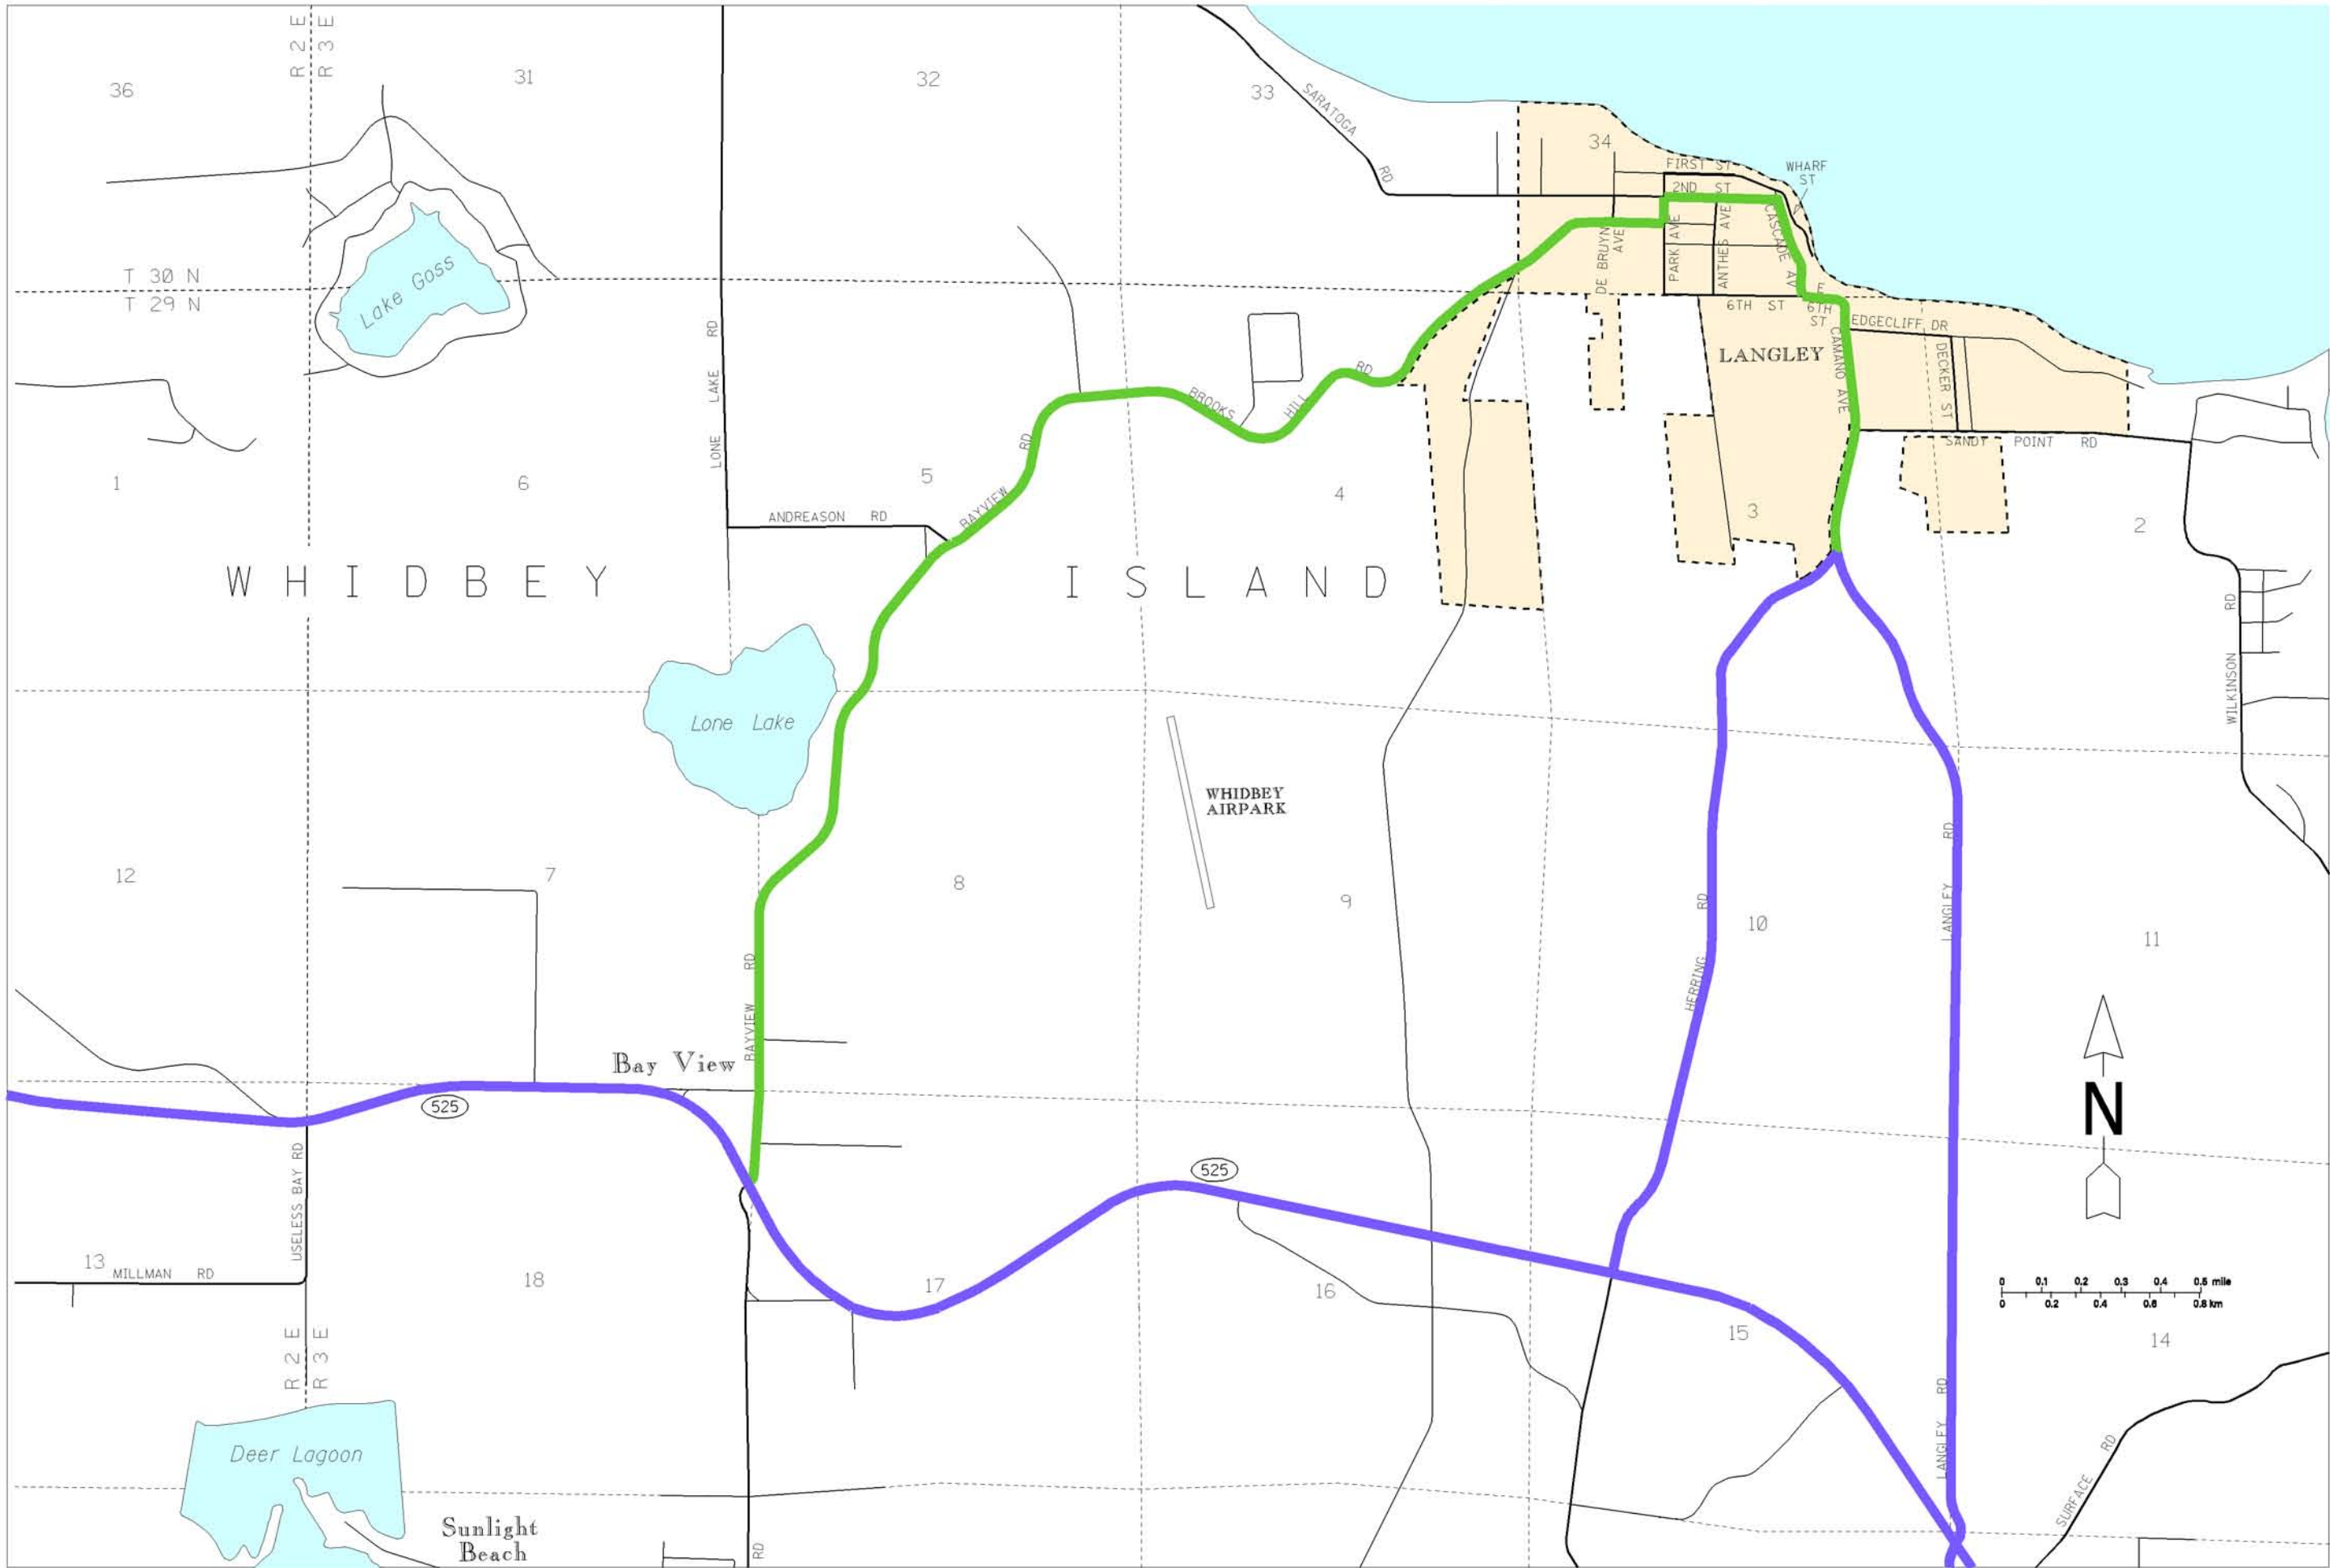 R 2 E
R 3 E
36
31
32
33
SARATOGA
RD
34
FIRST ST
WHARF
ST
2ND ST
CASCADE AV
DE BRUYN
AVE
PARK AVE
ANTHES AVE
T 30 N
T 29 N
Lake Goss
LONE LAKE RD
6TH ST
E
6TH
ST
EDGECLIFF DR
LANGLEY
CAMANO AVE
DECKER ST
BROOKS
HILL
RD
SANDY POINT RD
1
6
5
BAYVIEW
RD
4
3
2
ANDREASON RD
WHIDBEY
ISLAND
WILKINSON RD
Lone Lake
WHIDBEY
AIRPARK
12
7
8
9
10
11
HERRING RD
LANGLEY RD
BAYVIEW RD
Bay View
N
525
525
USELESS BAY RD
13
MILLMAN RD
18
17
16
15
14
0 0.1 0.2 0.3 0.4 0.5 mile
0 0.2 0.4 0.6 0.8 km
R 2 E
R 3 E
LANGLEY RD
SURFACE RD
Deer Lagoon
Sunlight
Beach
RD